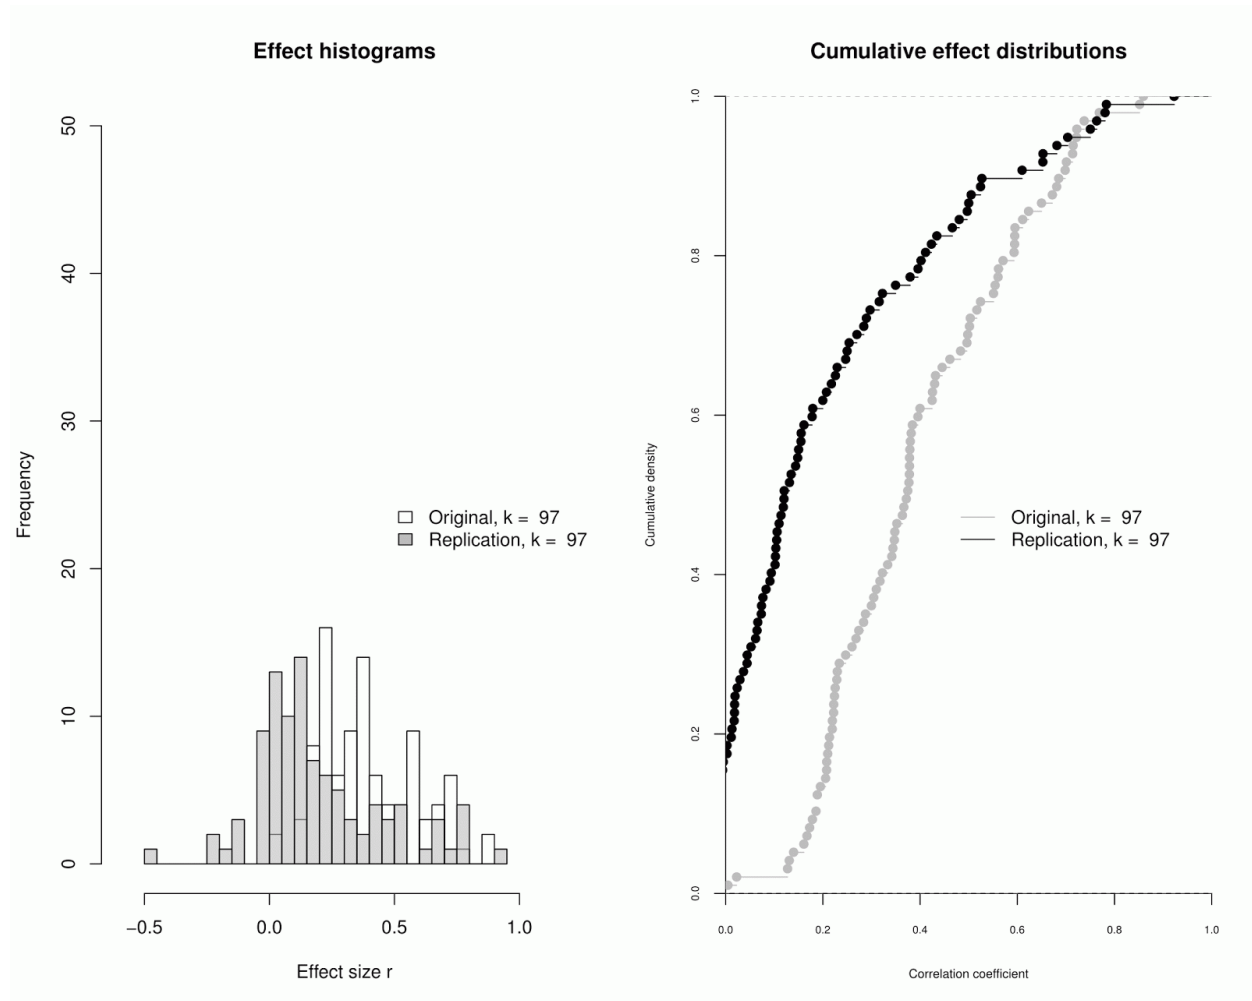 Effect histograms
Frequency
50
40
30
20
10
0
−0.5 0.0 0.5 1.0
Effect size r
Original, k = 97
Replication, k = 97
Cumulative effect distributions
Cumulative density
1.0
0.8
0.6
0.4
0.2
0.0
0.0 0.2 0.4 0.6 0.8 1.0
Correlation coefficient
Original, k = 97
Replication, k = 97